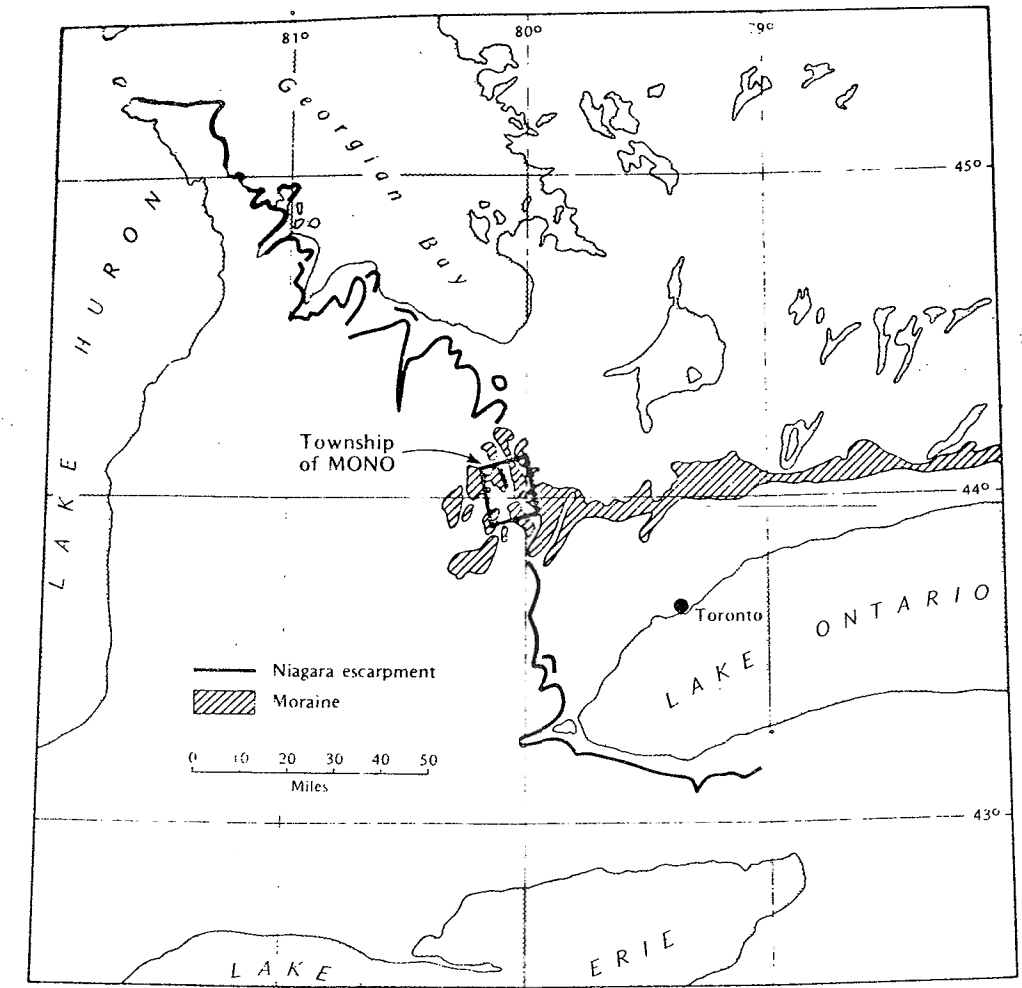 81°
80°
79°
Georgian
Bay
45°
LAKE HURON
Township
of MONO
44°
Toronto
LAKE ONTARIO
Niagara escarpment
Moraine
0 10 20 30 40 50
Miles
43°
LAKE ERIE